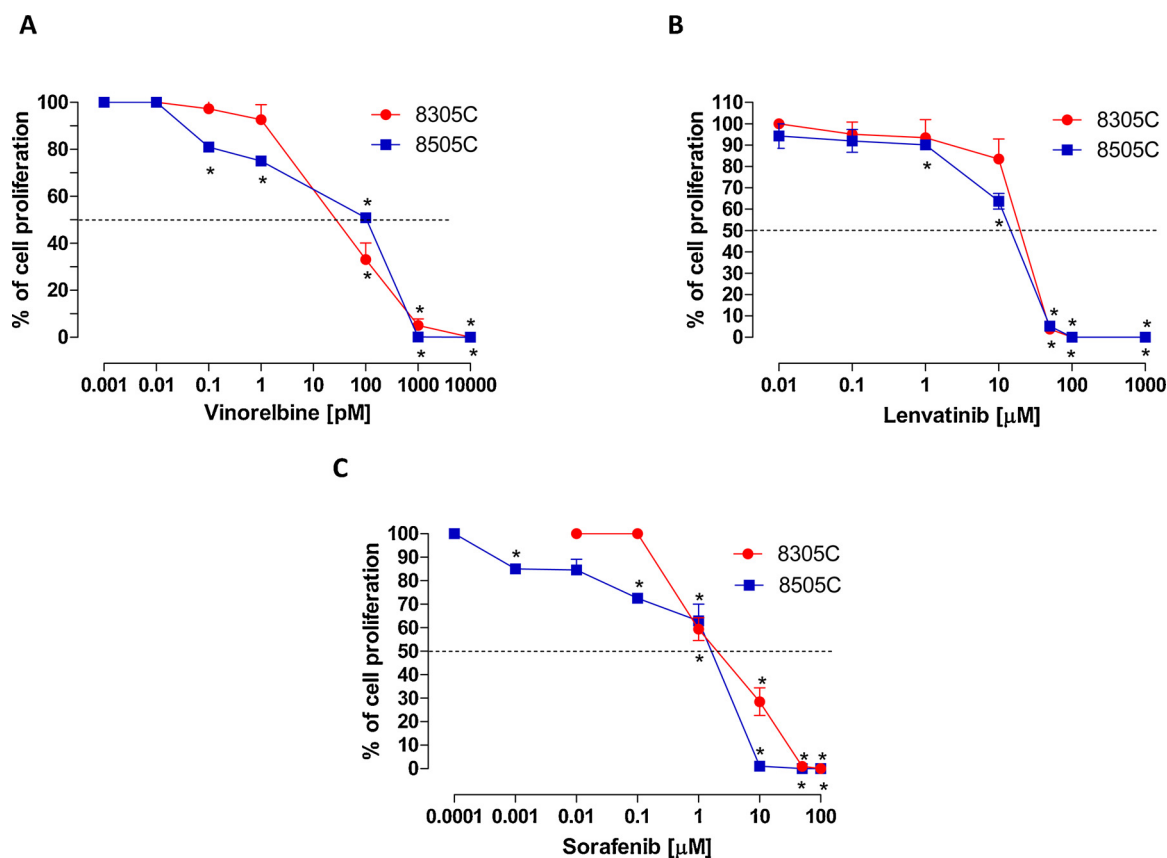 A
% of cell proliferation
100
80
60
40
20
0
8305C
8505C
* * * * * * * *
0.001 0.01 0.1 1 10 100 1000 10000
Vinorelbine [pM]
B
% of cell proliferation
110
100
90
80
70
60
50
40
30
20
10
0
8305C
8505C
* * * * * * * *
0.01 0.1 1 10 100 1000
Lenvatinib [µM]
C
% of cell proliferation
100
90
80
70
60
50
40
30
20
10
0
8305C
8505C
* * * * * * * * * *
0.0001 0.001 0.01 0.1 1 10 100
Sorafenib [µM]